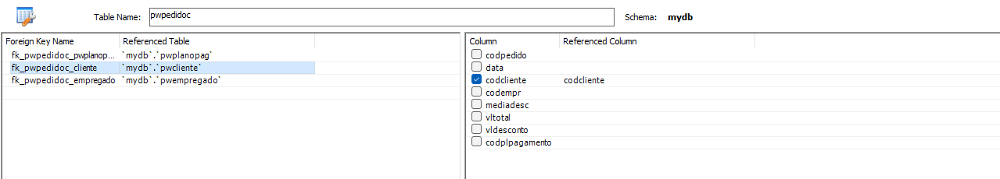 Table Name: pwpedidoc Schema: mydb
Foreign Key Name Referenced Table
fk_pwpedidoc_pwplanop... `mydb`.`pwplanopag`
fk_pwpedidoc_cliente `mydb`.`pwcliente`
fk_pwpedidoc_empregado `mydb`.`pwempregado`
Column Referenced Column
codpedido
data
codcliente codcliente
codempr
mediadesc
vltotal
vldesconto
codplpagamento